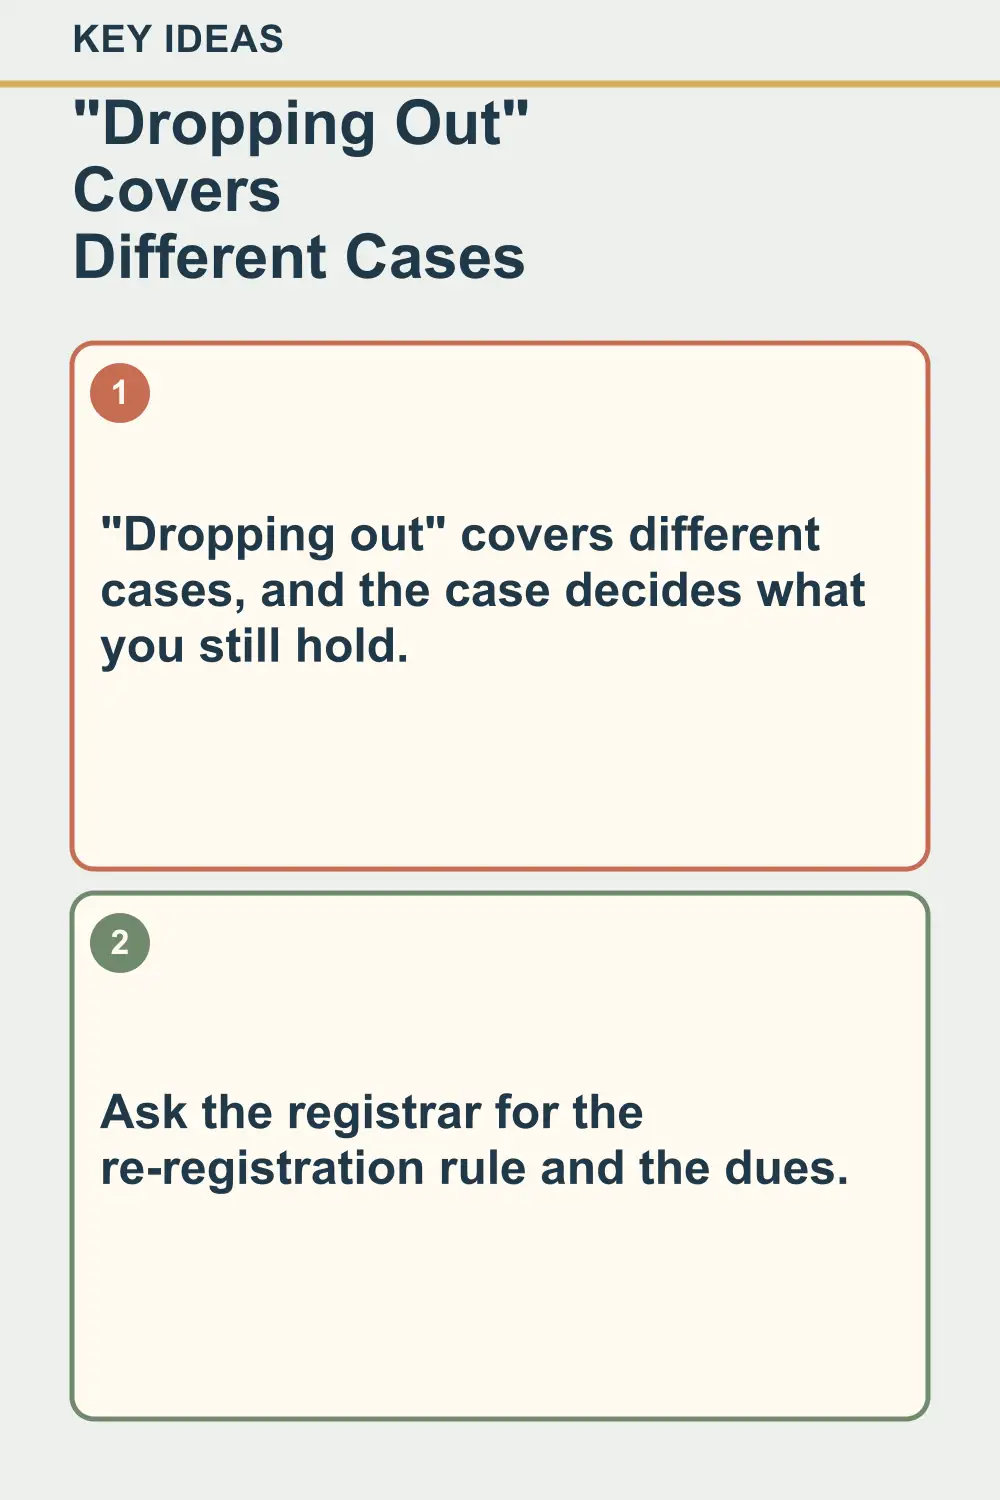 KEY IDEAS
"Dropping Out"
Covers
Different Cases
1
"Dropping out" covers different
cases, and the case decides what
you still hold.
2
Ask the registrar for the
re-registration rule and the dues.